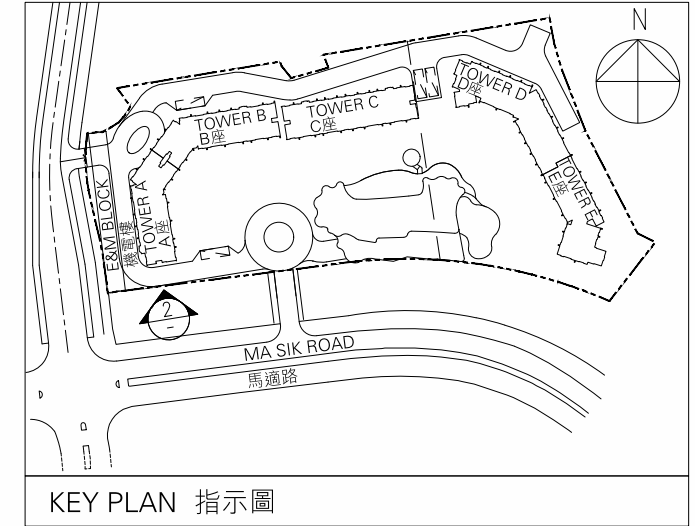 N
TOWER B
B座
TOWER C
C座
TOWER D
D座
TOWER E
E座
TOWER A
A座
E&M BLOCK
機電樓
2
–
MA SIK ROAD
馬適路
KEY PLAN 指示圖